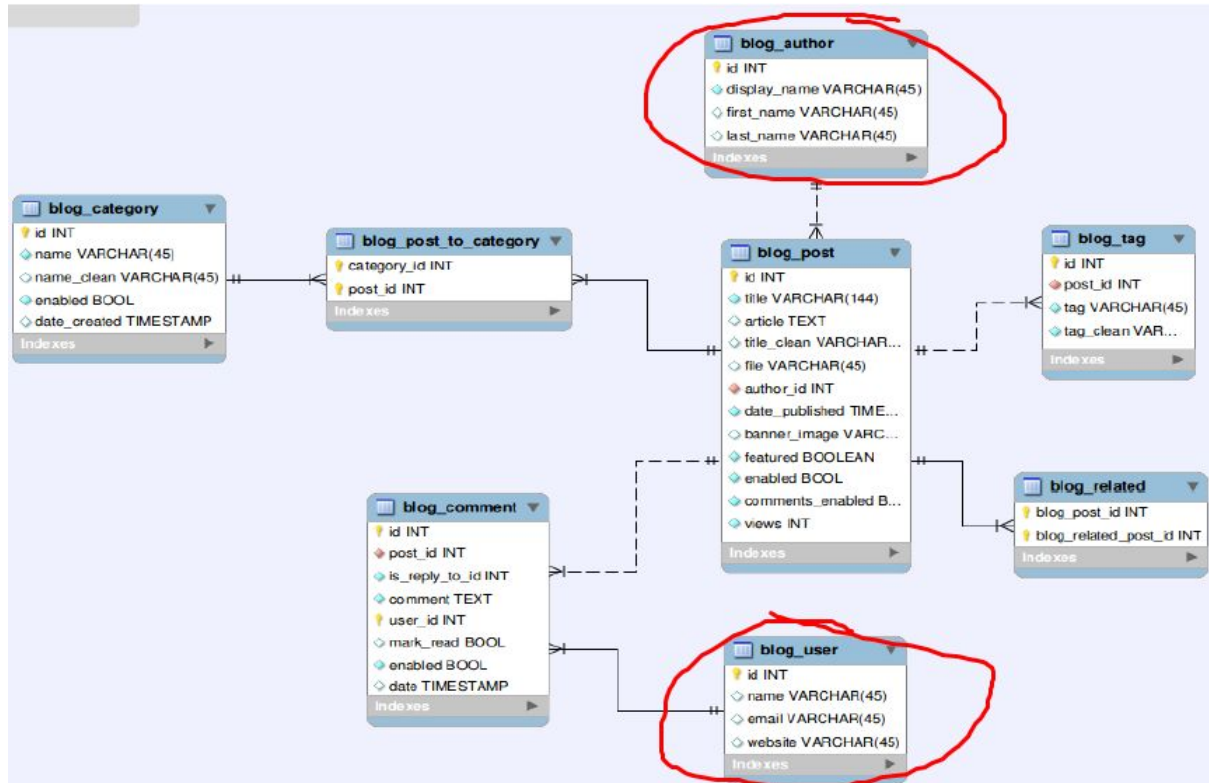 blog_author
id INT
display_name VARCHAR(45)
first_name VARCHAR(45)
last_name VARCHAR(45)
Indexes
blog_category
id INT
name VARCHAR(45)
name_clean VARCHAR(45)
enabled BOOL
date_created TIMESTAMP
Indexes
blog_post_to_category
category_id INT
post_id INT
Indexes
blog_post
id INT
title VARCHAR(144)
article TEXT
title_clean VARCHAR...
file VARCHAR(45)
author_id INT
date_published TIME...
banner_image VARC...
featured BOOLEAN
enabled BOOL
comments_enabled B...
views INT
Indexes
blog_tag
id INT
post_id INT
tag VARCHAR(45)
tag_clean VAR...
Indexes
blog_related
blog_post_id INT
blog_related_post_id INT
Indexes
blog_comment
id INT
post_id INT
is_reply_to_id INT
comment TEXT
user_id INT
mark_read BOOL
enabled BOOL
date TIMESTAMP
Indexes
blog_user
id INT
name VARCHAR(45)
email VARCHAR(45)
website VARCHAR(45)
Indexes